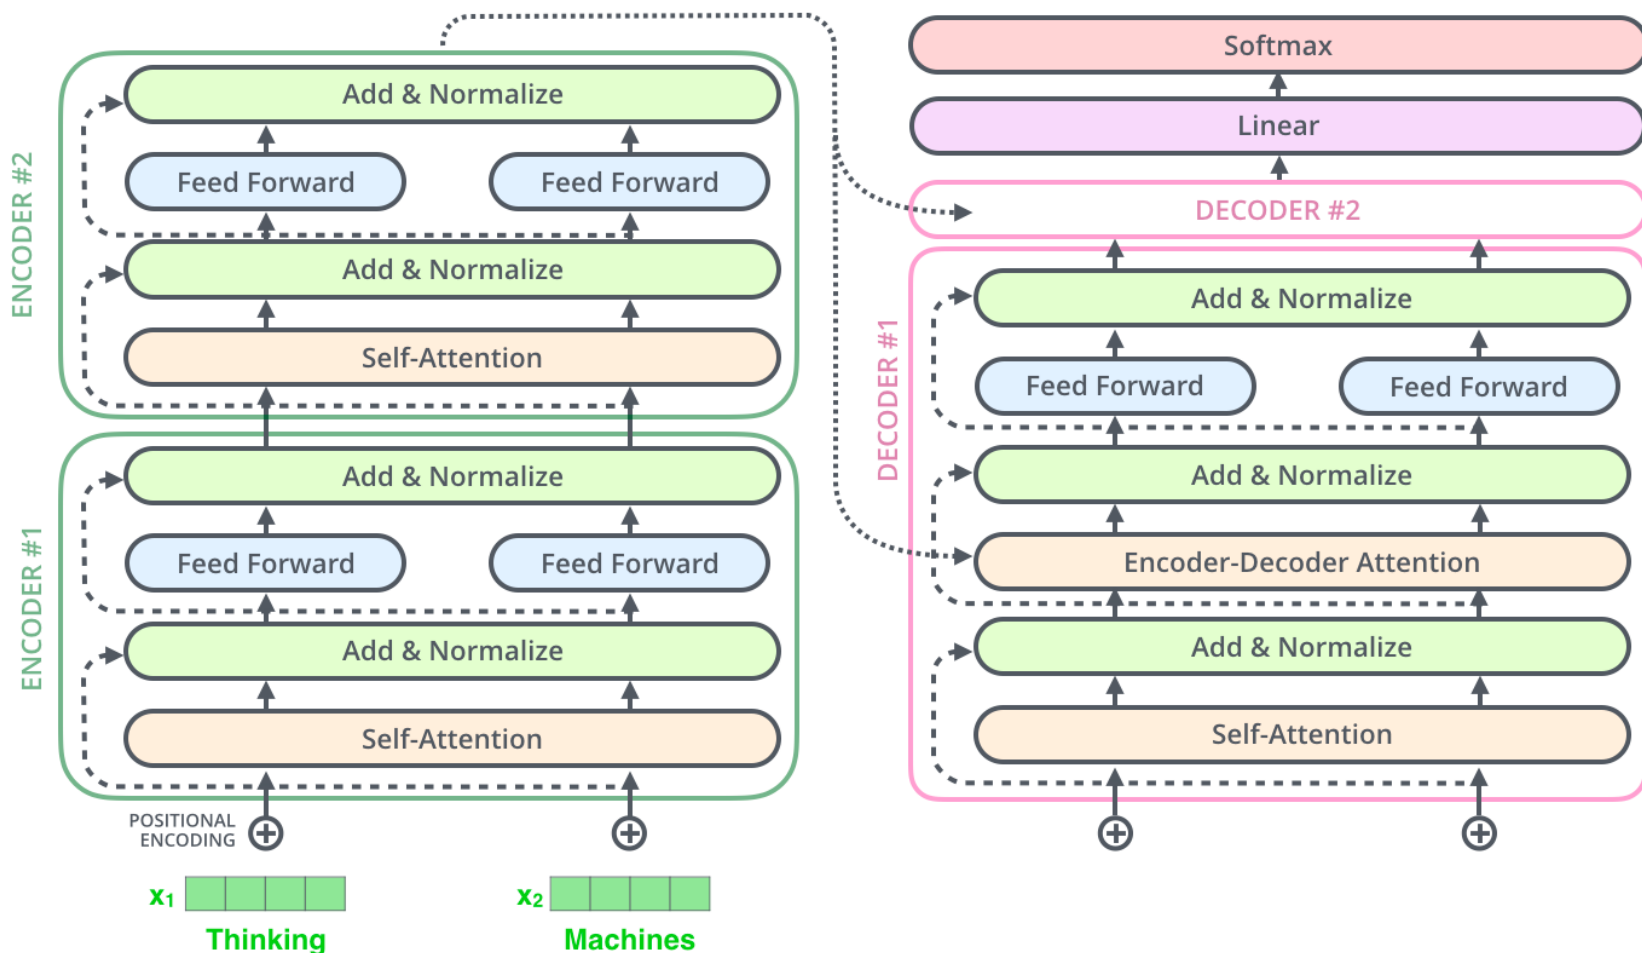 ENCODER #2
Add & Normalize
Feed Forward
Feed Forward
Add & Normalize
Self-Attention
ENCODER #1
Add & Normalize
Feed Forward
Feed Forward
Add & Normalize
Self-Attention
POSITIONAL
ENCODING
x₁
x₂
Thinking
Machines
Softmax
Linear
DECODER #2
DECODER #1
Add & Normalize
Feed Forward
Feed Forward
Add & Normalize
Encoder-Decoder Attention
Add & Normalize
Self-Attention